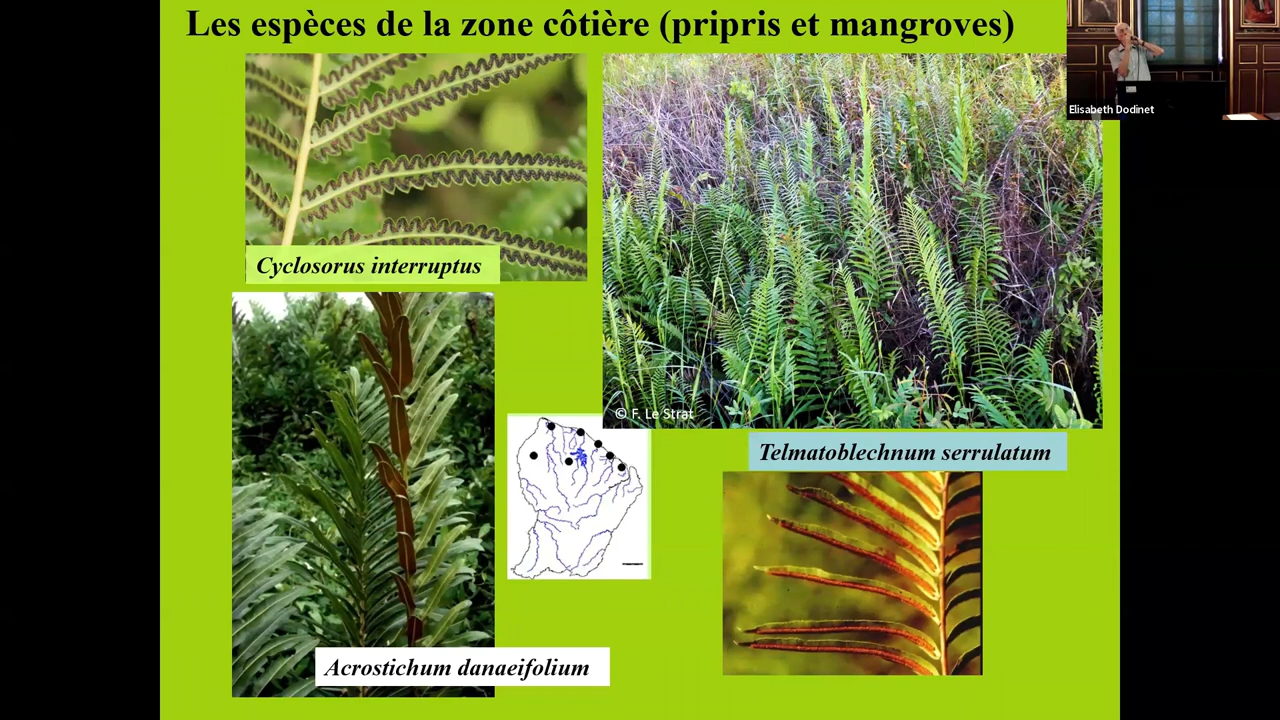 Les espèces de la zone côtière (pripris et mangroves)
Elisabeth Dodinet
Cyclosorus interruptus
© F. Le Strat
Telmatoblechnum serrulatum
Acrostichum danaeifolium